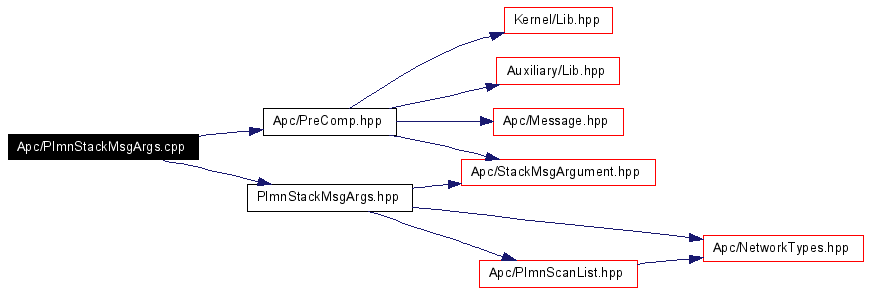 Kernel/Lib.hpp
Auxiliary/Lib.hpp
Apc/PreComp.hpp
Apc/Message.hpp
Apc/PlmnStackMsgArgs.cpp
Apc/StackMsgArgument.hpp
PlmnStackMsgArgs.hpp
Apc/NetworkTypes.hpp
Apc/PlmnScanList.hpp